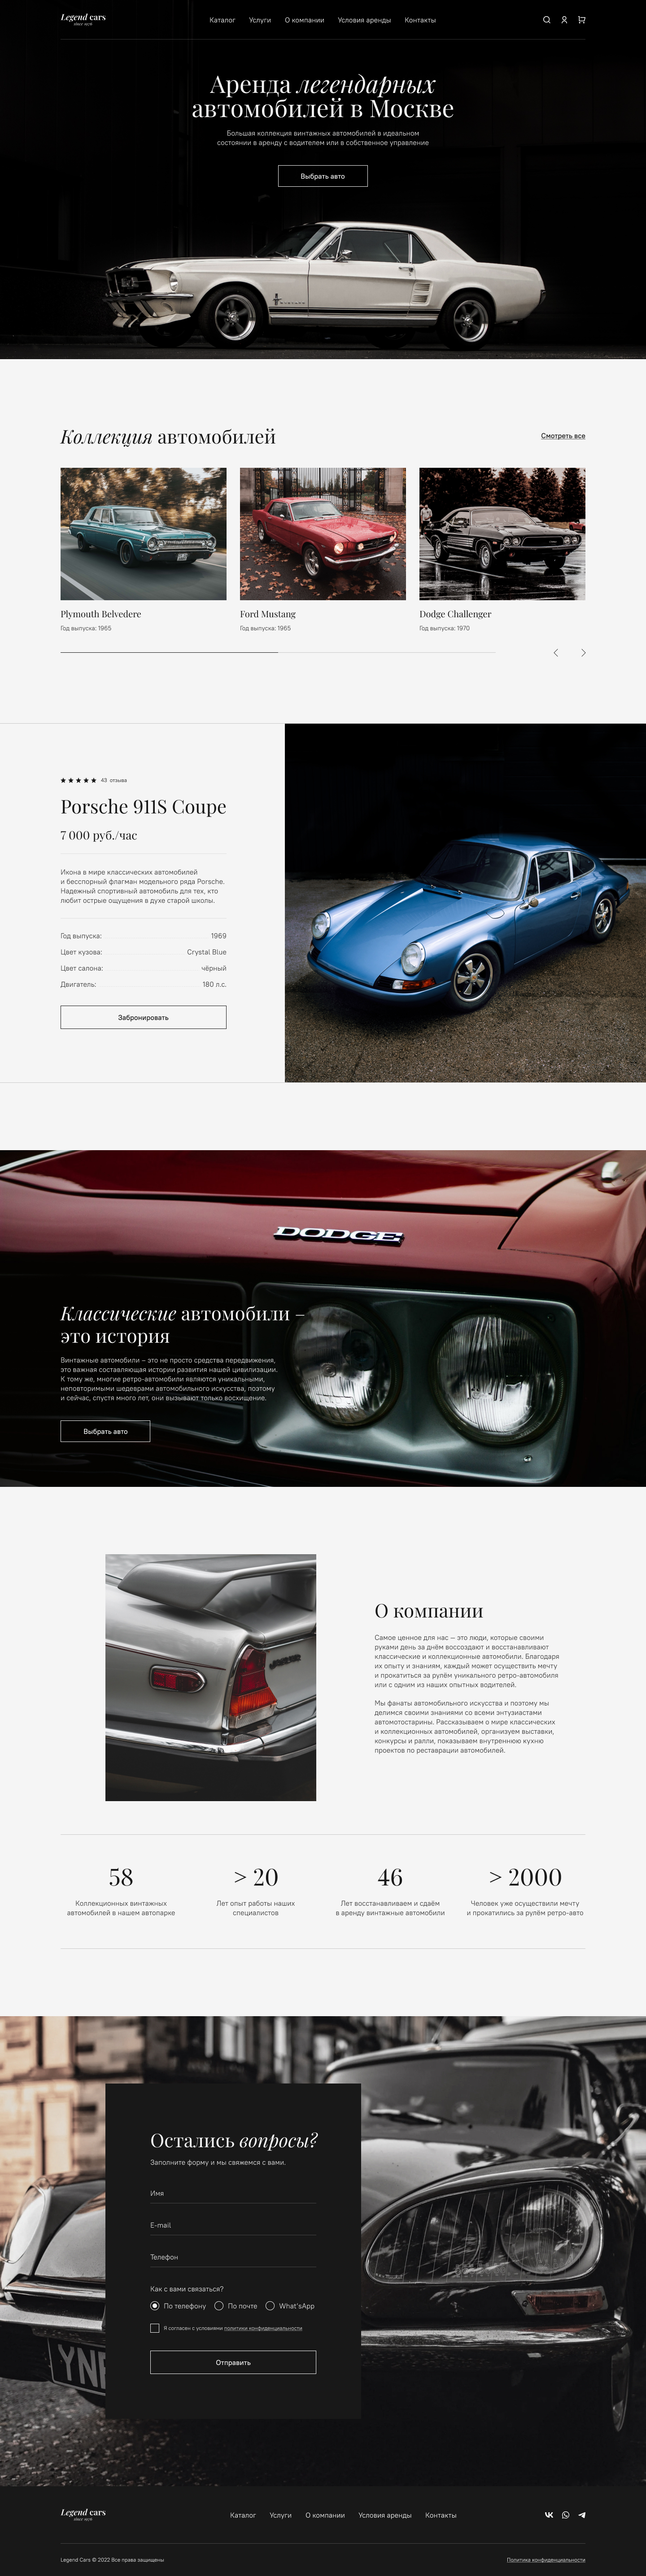 Legend cars
since 1976
Каталог Услуги О компании Условия аренды Контакты
Аренда легендарных
автомобилей в Москве
Большая коллекция винтажных автомобилей в идеальном
состоянии в аренду с водителем или в собственное управление
Выбрать авто
MUSTANG
Коллекция автомобилей
Смотреть все
Plymouth Belvedere
Год выпуска: 1965
Ford Mustang
Год выпуска: 1965
Dodge Challenger
Год выпуска: 1970
43 отзыва
Porsche 911S Coupe
7 000 руб./час
Икона в мире классических автомобилей
и бесспорный флагман модельного ряда Porsche.
Надежный спортивный автомобиль для тех, кто
любит острые ощущения в духе старой школы.
Год выпуска: 1969
Цвет кузова: Crystal Blue
Цвет салона: чёрный
Двигатель: 180 л.с.
Забронировать
DODGE
Классические автомобили –
это история
Винтажные автомобили – это не просто средства передвижения,
это важная составляющая истории развития нашей цивилизации.
К тому же, многие ретро-автомобили являются уникальными,
неповторимыми шедеврами автомобильного искусства, поэтому
и сейчас, спустя много лет, они вызывают только восхищение.
Выбрать авто
О компании
Самое ценное для нас — это люди, которые своими
руками день за днём воссоздают и восстанавливают
классические и коллекционные автомобили. Благодаря
их опыту и знаниям, каждый может осуществить мечту
и прокатиться за рулём уникального ретро-автомобиля
или с одним из наших опытных водителей.
Мы фанаты автомобильного искусства и поэтому мы
делимся своими знаниями со всеми энтузиастами
автомотостарины. Рассказываем о мире классических
и коллекционных автомобилей, организуем выставки,
конкурсы и ралли, показываем внутреннюю кухню
проектов по реставрации автомобилей.
58
Коллекционных винтажных
автомобилей в нашем автопарке
> 20
Лет опыт работы наших
специалистов
46
Лет восстанавливаем и сдаём
в аренду винтажные автомобили
> 2000
Человек уже осуществили мечту
и прокатились за рулём ретро-авто
Остались вопросы?
Заполните форму и мы свяжемся с вами.
Имя
E-mail
Телефон
Как с вами связаться?
По телефону По почте What'sApp
Я согласен с условиями политики конфиденциальности
Отправить
Legend cars
since 1976
Каталог Услуги О компании Условия аренды Контакты
Legend Cars © 2022 Все права защищены
Политика конфиденциальности